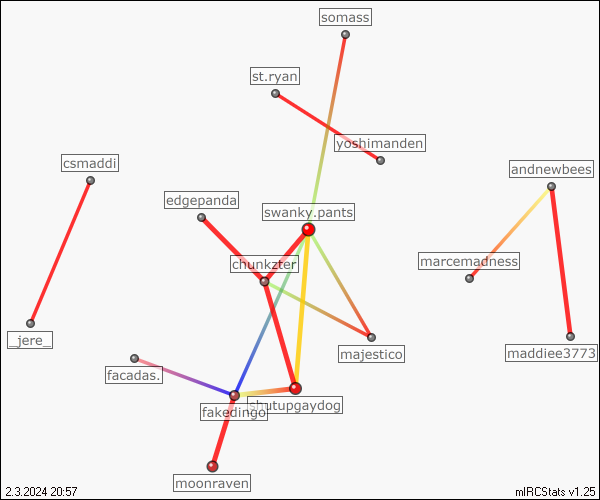 somass
st.ryan
yoshimanden
csmaddi
andnewbees
edgepanda
swanky.pants
marcemadness
chunkzter
_jere_
majestico
maddiee3773
facadas.
shutupgaydog
fakedingo
moonraven
2.3.2024 20:57
mIRCStats v1.25